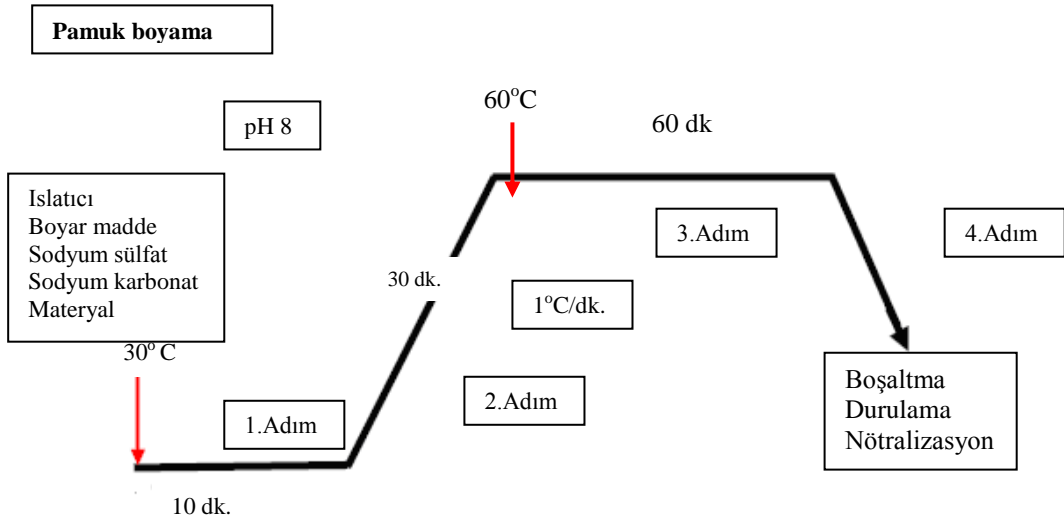 Pamuk boyama
pH 8
60°C
60 dk
Islatıcı
Boyar madde
Sodyum sülfat
Sodyum karbonat
Materyal
30° C
3.Adım
4.Adım
30 dk.
1°C/dk.
2.Adım
1.Adım
Boşaltma
Durulama
Nötralizasyon
10 dk.